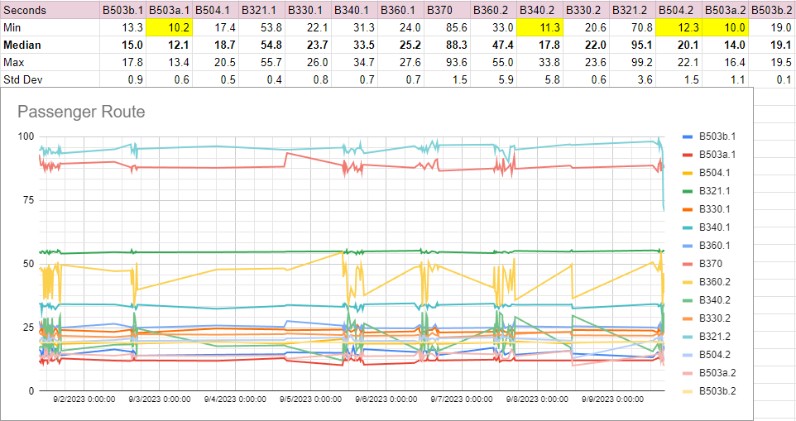 Seconds B503b.1 B503a.1 B504.1 B321.1 B330.1 B340.1 B360.1 B370 B360.2 B340.2 B330.2 B321.2 B504.2 B503a.2 B503b.2
Min 13.3 10.2 17.4 53.8 22.1 31.3 24.0 85.6 33.0 11.3 20.6 70.8 12.3 10.0 19.0
Median 15.0 12.1 18.7 54.8 23.7 33.5 25.2 88.3 47.4 17.8 22.0 95.1 20.1 14.0 19.1
Max 17.8 13.4 20.5 55.7 26.0 34.7 27.6 93.6 55.0 33.8 23.6 99.2 22.1 16.4 19.5
Std Dev 0.9 0.6 0.5 0.4 0.8 0.7 0.7 1.5 5.9 5.8 0.6 3.6 1.5 1.1 0.1
Passenger Route
100
75
50
25
0
9/2/2023 0:00:00 9/3/2023 0:00:00 9/4/2023 0:00:00 9/5/2023 0:00:00 9/6/2023 0:00:00 9/7/2023 0:00:00 9/8/2023 0:00:00 9/9/2023 0:00:00
B503b.1
B503a.1
B504.1
B321.1
B330.1
B340.1
B360.1
B370
B360.2
B340.2
B330.2
B321.2
B504.2
B503a.2
B503b.2